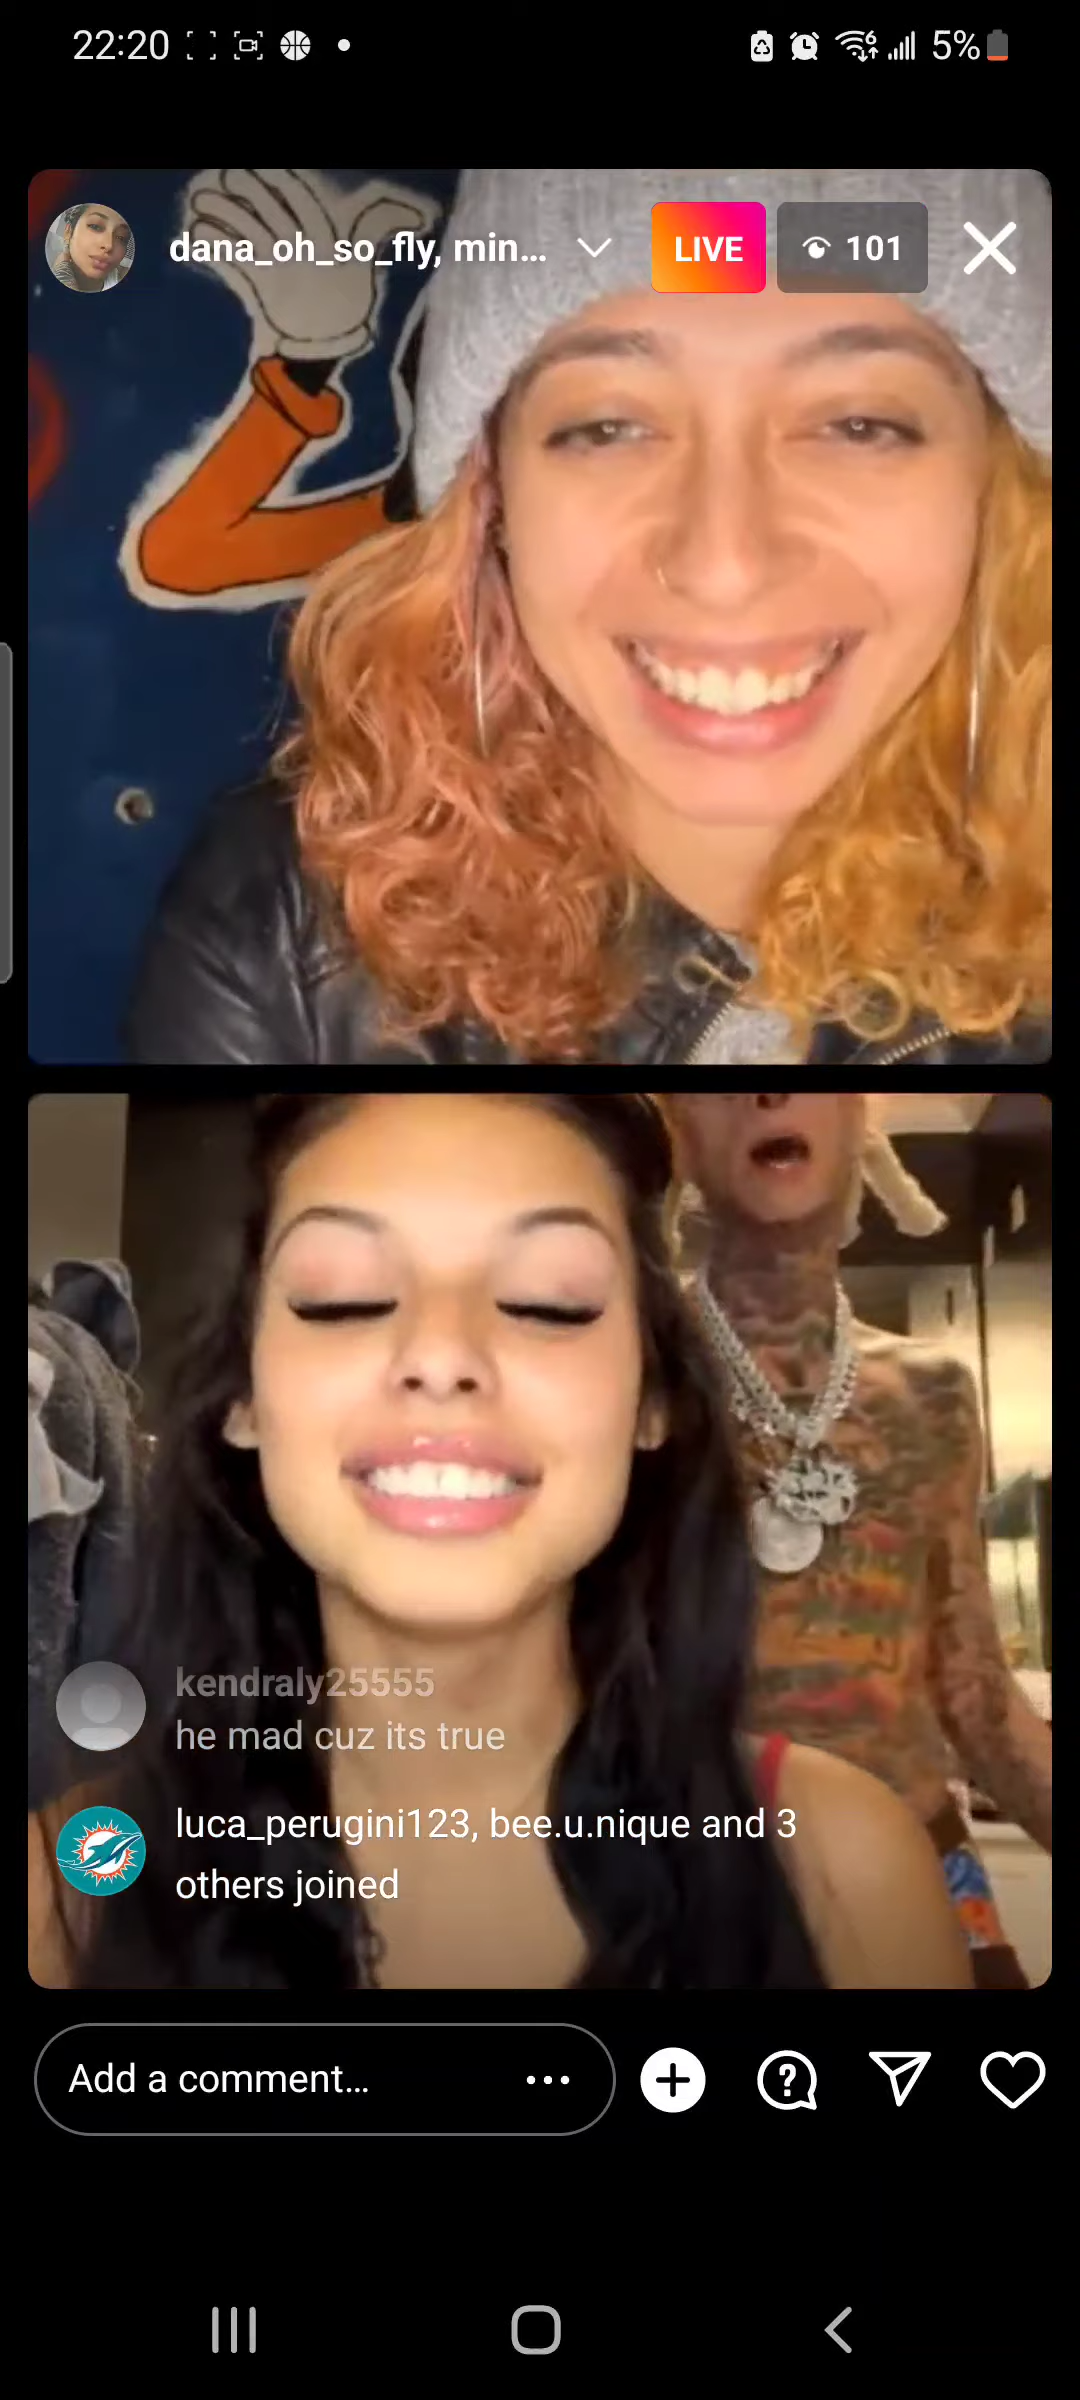 22:20
5%
dana_oh_so_fly, min...
LIVE
101
kendraly25555
he mad cuz its true
luca_perugini123, bee.u.nique and 3
others joined
Add a comment...